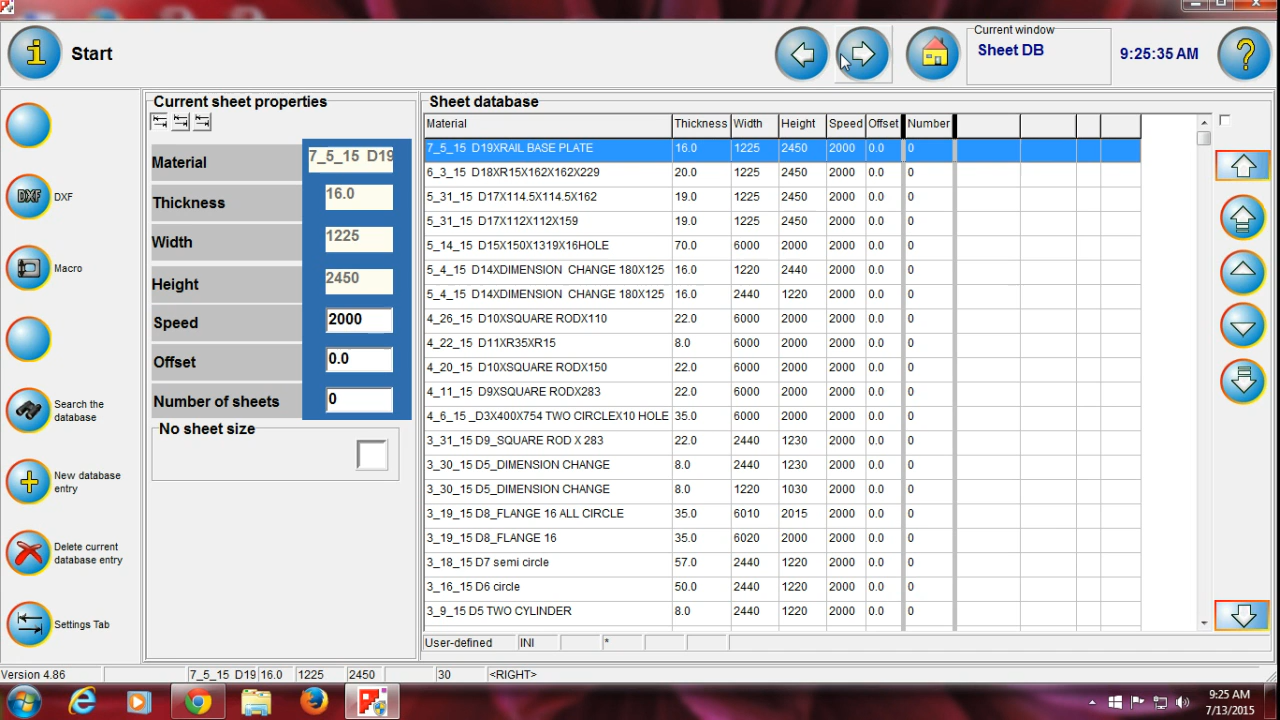 Start
Current window
Sheet DB
9:25:35 AM
DXF
DXF
Macro
Search the
database
New database
entry
Delete current
database entry
Settings Tab
Current sheet properties
Material 7_5_15 D19
Thickness 16.0
Width 1225
Height 2450
Speed 2000
Offset 0.0
Number of sheets 0
No sheet size
Sheet database
Material Thickness Width Height Speed Offset Number
7_5_15 D19XRAIL BASE PLATE 16.0 1225 2450 2000 0.0 0
6_3_15 D18XR15X162X162X229 20.0 1225 2450 2000 0.0 0
5_31_15 D17X114.5X114.5X162 19.0 1225 2450 2000 0.0 0
5_31_15 D17X112X112X159 19.0 1225 2450 2000 0.0 0
5_14_15 D15X150X1319X16HOLE 70.0 6000 2000 2000 0.0 0
5_4_15 D14XDIMENSION CHANGE 180X125 16.0 1220 2440 2000 0.0 0
5_4_15 D14XDIMENSION CHANGE 180X125 16.0 2440 1220 2000 0.0 0
4_26_15 D10XSQUARE RODX110 22.0 6000 2000 2000 0.0 0
4_22_15 D11XR35XR15 8.0 6000 2000 2000 0.0 0
4_20_15 D10XSQUARE RODX150 22.0 6000 2000 2000 0.0 0
4_11_15 D9XSQUARE RODX283 22.0 6000 2000 2000 0.0 0
4_6_15 _D3X400X754 TWO CIRCLEX10 HOLE 35.0 6000 2000 2000 0.0 0
3_31_15 D9_SQUARE ROD X 283 22.0 2440 1230 2000 0.0 0
3_30_15 D5_DIMENSION CHANGE 8.0 2440 1230 2000 0.0 0
3_30_15 D5_DIMENSION CHANGE 8.0 1220 1030 2000 0.0 0
3_19_15 D8_FLANGE 16 ALL CIRCLE 35.0 6010 2015 2000 0.0 0
3_19_15 D8_FLANGE 16 35.0 6020 2000 2000 0.0 0
3_18_15 D7 semi circle 57.0 2440 1220 2000 0.0 0
3_16_15 D6 circle 50.0 2440 1220 2000 0.0 0
3_9_15 D5 TWO CYLINDER 8.0 2440 1220 2000 0.0 0
User-defined INI *
Version 4.86 7_5_15 D19 16.0 1225 2450 30 <RIGHT>
9:25 AM
7/13/2015